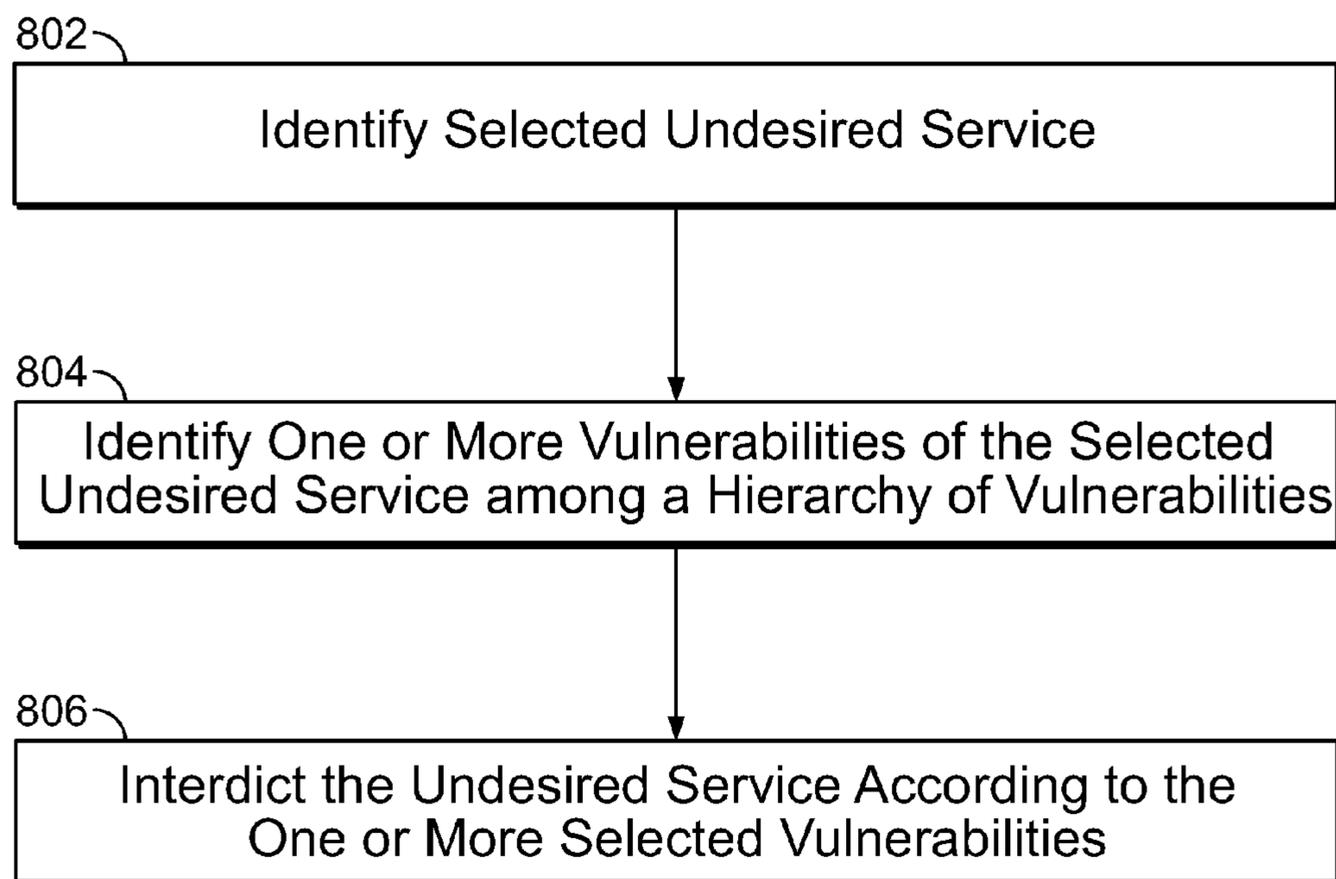 802
Identify Selected Undesired Service
804
Identify One or More Vulnerabilities of the Selected
Undesired Service among a Hierarchy of Vulnerabilities
806
Interdict the Undesired Service According to the
One or More Selected Vulnerabilities